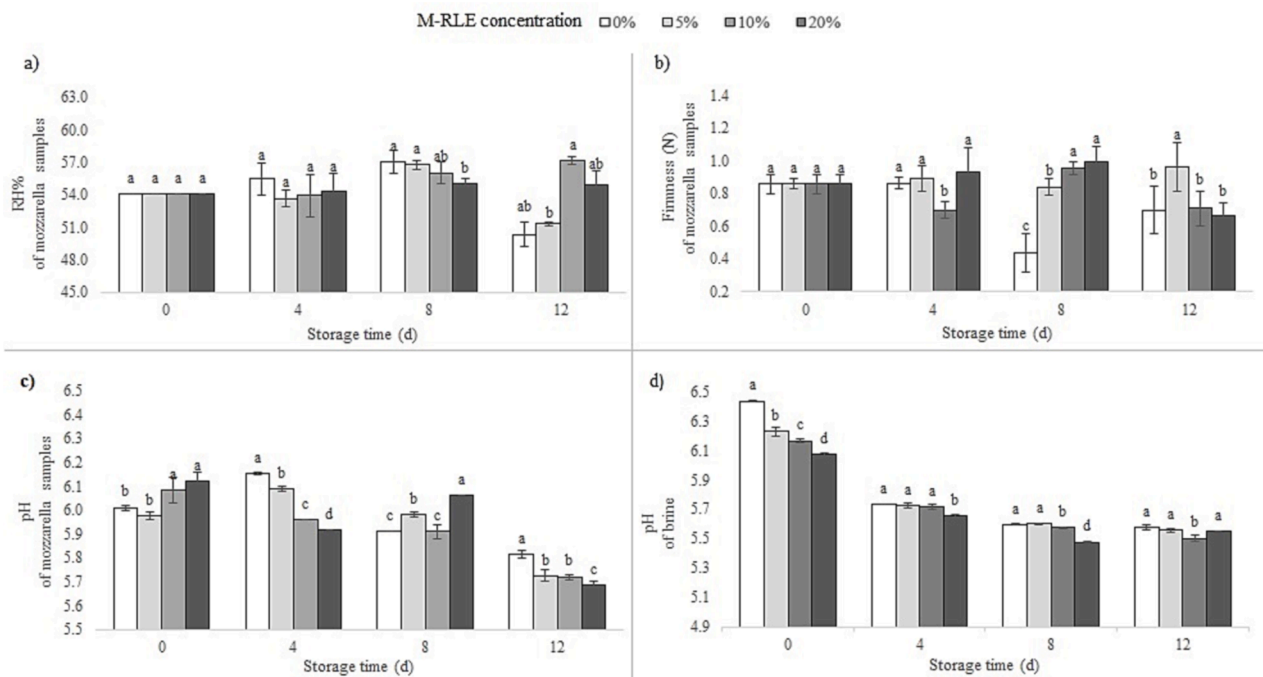 M-RLE concentration 0% 5% 10% 20%
a)
RH%
of mozzarella samples
63.0
60.0
57.0
54.0
51.0
48.0
45.0
a a a a
a a a a
a a ab b
ab b a ab
0 4 8 12
Storage time (d)
b)
Firmness (N)
of mozzarella samples
1.4
1.2
1.0
0.8
0.6
0.4
0.2
a a a a
a a b a
c b a a
b a b b
0 4 8 12
Storage time (d)
c)
pH
of mozzarella samples
6.5
6.4
6.3
6.2
6.1
6.0
5.9
5.8
5.7
5.6
5.5
b b a a
a b c d
c b c a
a b b c
0 4 8 12
Storage time (d)
d)
pH
of brine
6.5
6.3
6.1
5.9
5.7
5.5
5.3
5.1
4.9
a b c d
a a a b
a a b d
a a b a
0 4 8 12
Storage time (d)